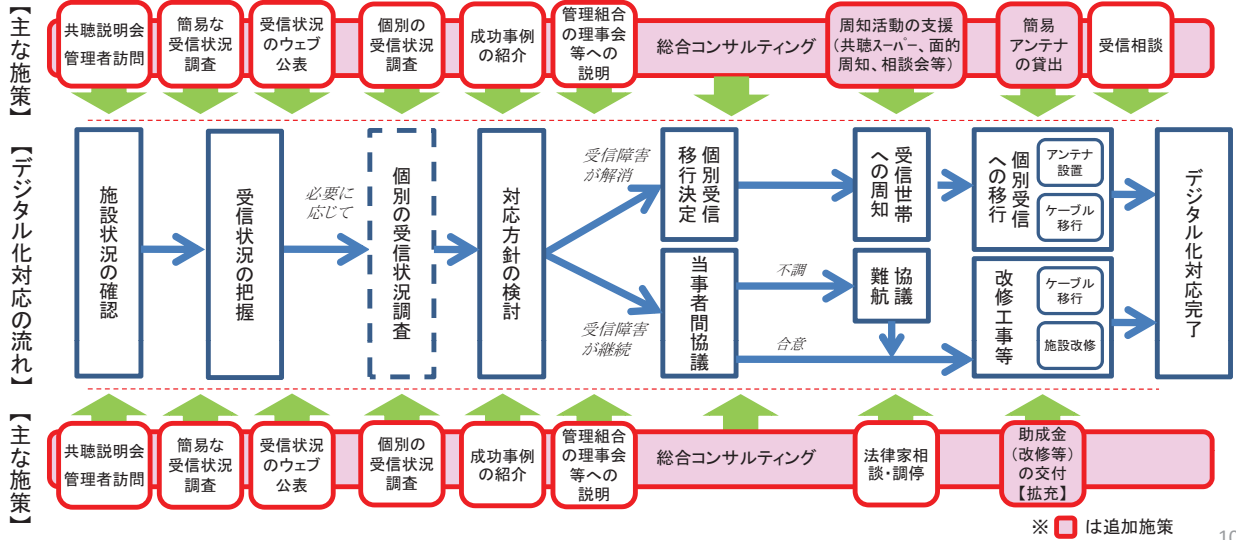 【主な施策】
共聴説明会
管理者訪問
簡易な
受信状況
調査
受信状況
のウェブ
公表
個別の
受信状況
調査
成功事例
の紹介
管理組合
の理事会
等への
説明
総合コンサルティング
周知活動の支援
(共聴スーパー、面的
周知、相談会等)
簡易
アンテナ
の貸出
受信相談
【デジタル化対応の流れ】
施設状況の確認
受信状況の把握
必要に
応じて
個別の受信状況調査
対応方針の検討
受信障害
が解消
個別受信
移行決定
受信世帯
への周知
個別受信
への移行
アンテナ
設置
ケーブル
移行
受信障害
が継続
当事者間協議
不調
協議
難航
合意
改修工事等
ケーブル
移行
施設改修
デジタル化対応完了
【主な施策】
共聴説明会
管理者訪問
簡易な
受信状況
調査
受信状況
のウェブ
公表
個別の
受信状況
調査
成功事例
の紹介
管理組合
の理事会
等への
説明
総合コンサルティング
法律家相
談・調停
助成金
(改修等)
の交付
【拡充】
※ は追加施策
10